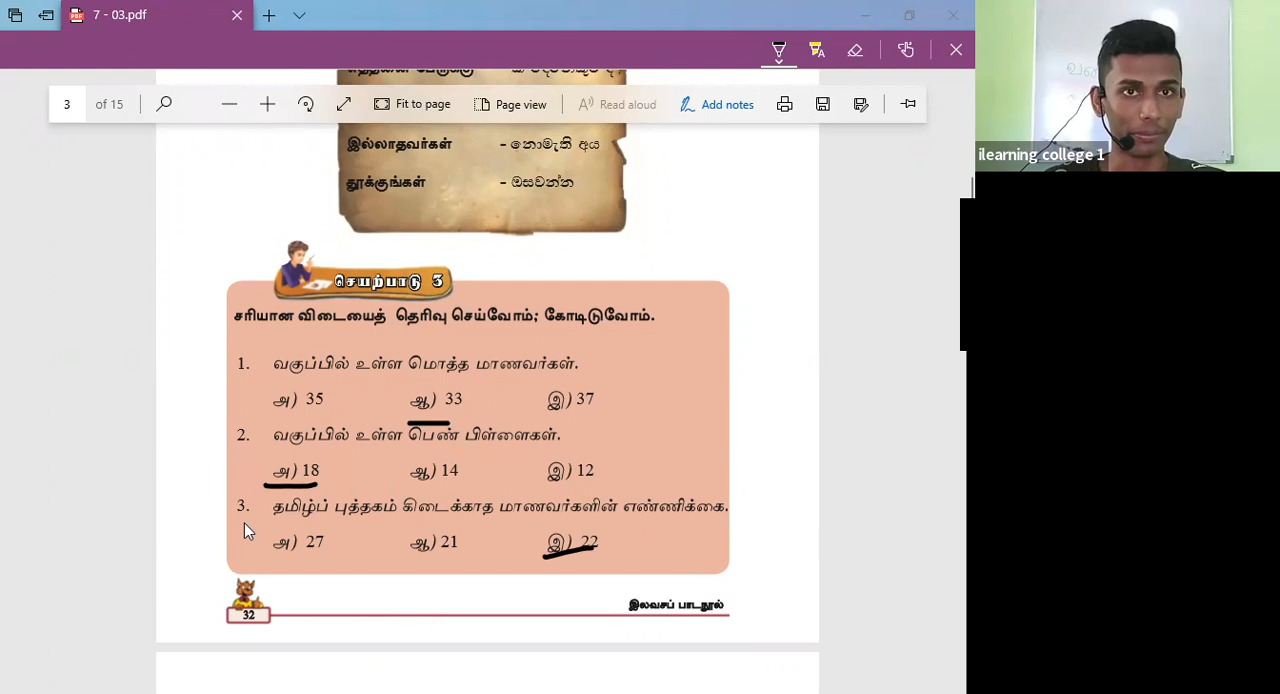 7 - 03.pdf
3 of 15 Fit to page Page view Read aloud Add notes
ilearning college 1
இல்லாதவர்கள் - නොමැති අය
தூக்குங்கள் - ඔසවන්න
செயற்பாடு 3
சரியான விடையைத் தெரிவு செய்வோம்; கோடிடுவோம்.
1. வகுப்பில் உள்ள மொத்த மாணவர்கள்.
அ) 35 ஆ) 33 இ) 37
2. வகுப்பில் உள்ள பெண் பிள்ளைகள்.
அ) 18 ஆ) 14 இ) 12
3. தமிழ்ப் புத்தகம் கிடைக்காத மாணவர்களின் எண்ணிக்கை.
அ) 27 ஆ) 21 இ) 22
32 இலவசப் பாடநூல்